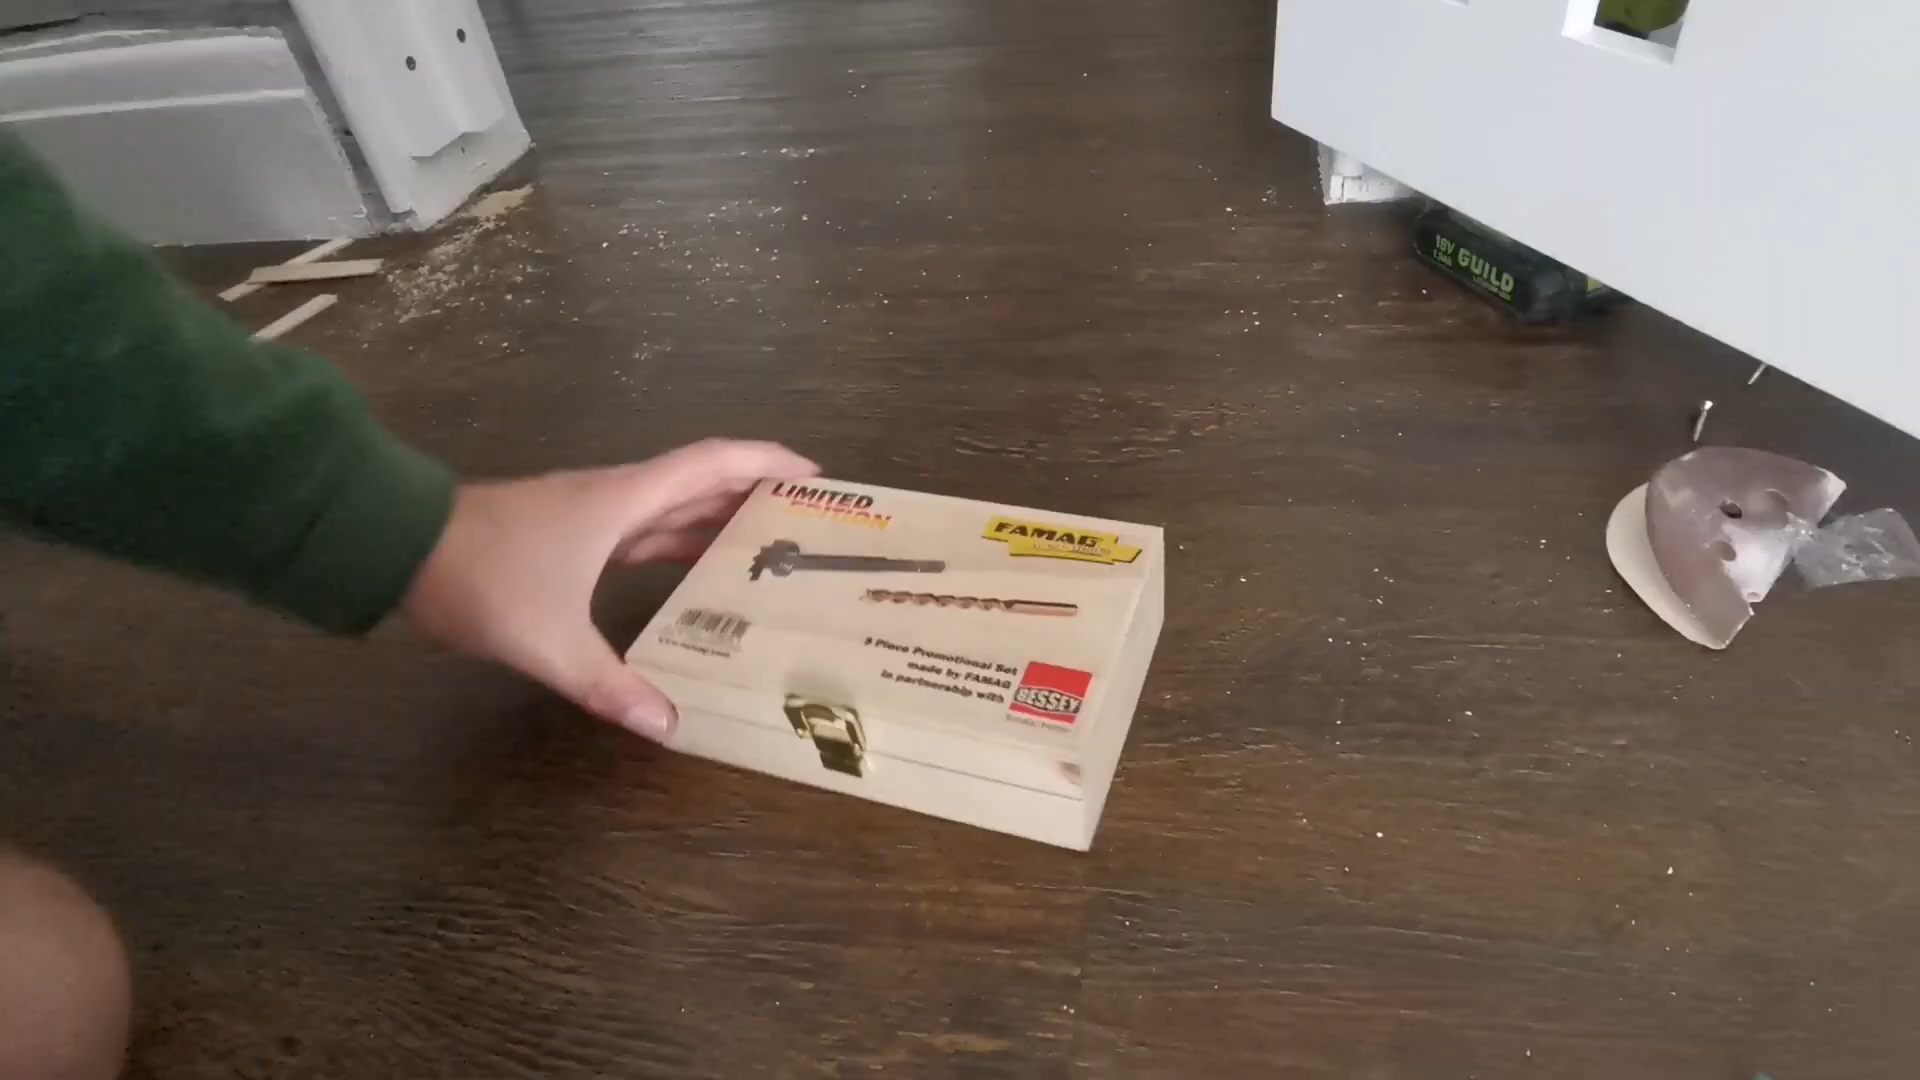 LIMITED
EDITION
FAMAG
Piece Promotional Set
made by FAMAG
in partnership with
BESSEY
18V
GUILD